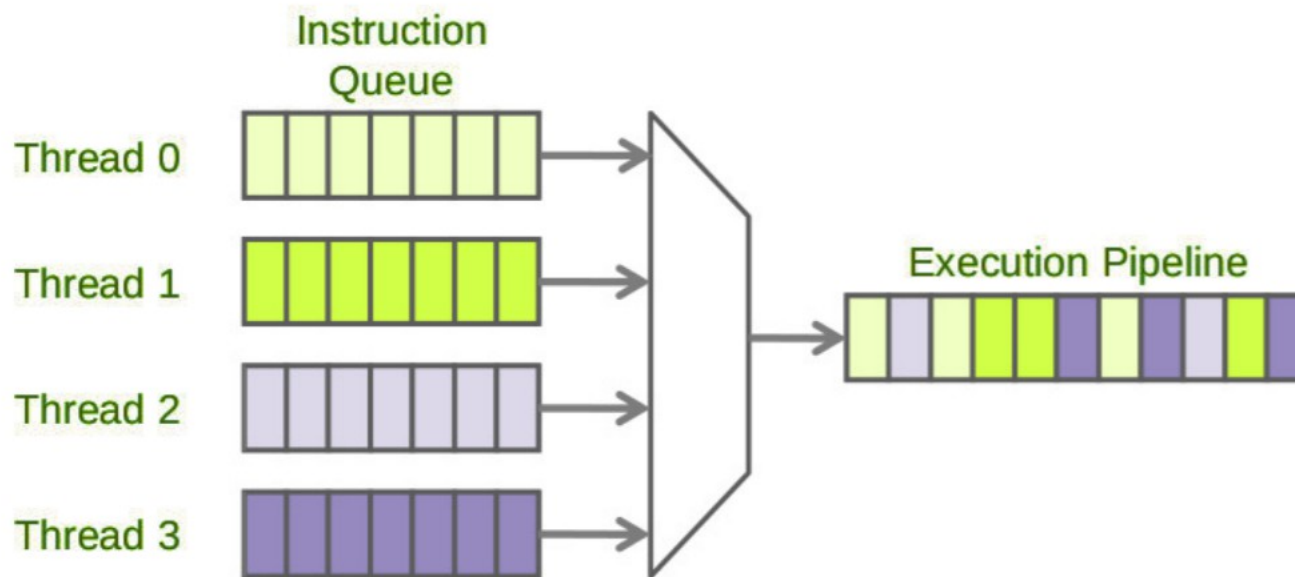 Instruction
Queue
Thread 0
Thread 1
Execution Pipeline
Thread 2
Thread 3